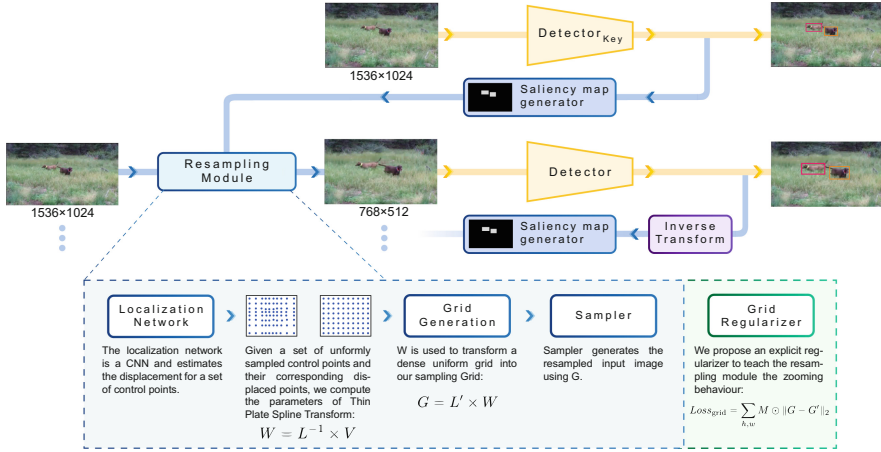 Detector Key
1536×1024
Saliency map
generator
Resampling
Module
Detector
1536×1024
768×512
Saliency map
generator
Inverse
Transform
Localization
Network
Grid
Generation
Sampler
Grid
Regularizer
The localization network
is a CNN and estimates
the displacement for a set
of control points.
Given a set of unformly
sampled control points and
their corresponding dis-
placed points, we compute
the parameters of Thin
Plate Spline Transform:
W = L⁻¹ × V
W is used to transform a
dense uniform grid into
our sampling Grid:
G = L′ × W
Sampler generates the
resampled input image
using G.
We propose an explicit reg-
ularizer to teach the resam-
pling module the zooming
behaviour:
Loss_grid = ∑_{h,w} M ⊙ ‖G − G′‖₂